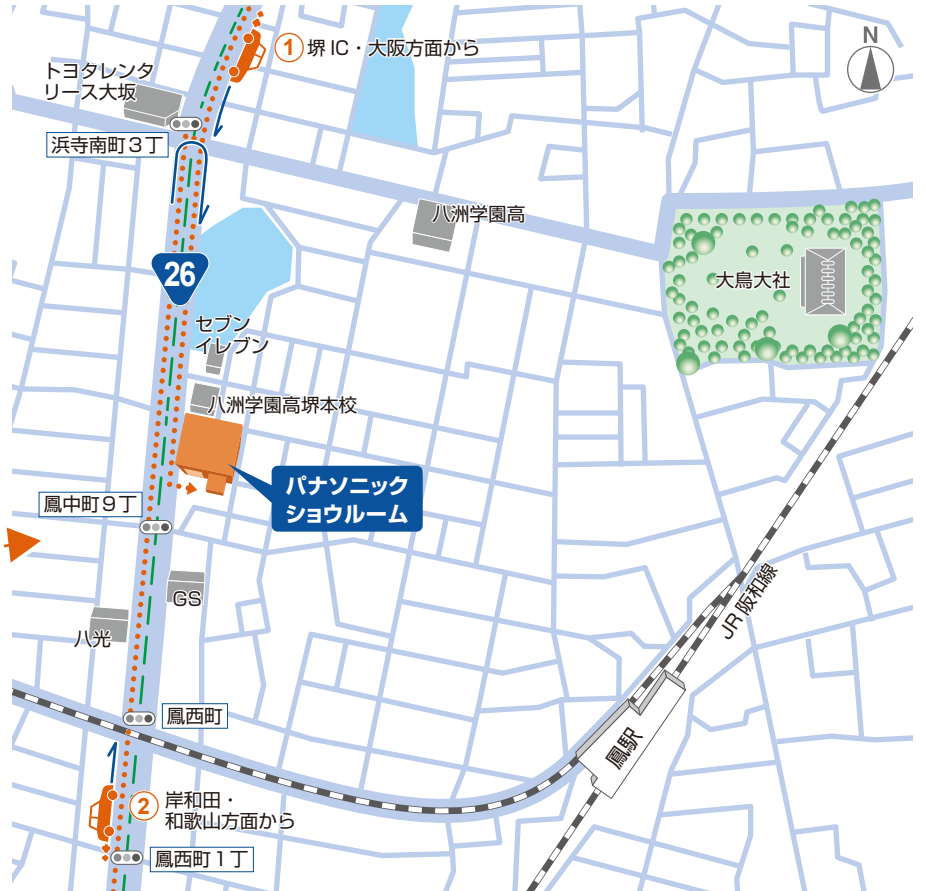 ① 堺 IC・大阪方面から
N
トヨタレンタ
リース大坂
浜寺南町3丁
八洲学園高
大鳥大社
26
セブン
イレブン
八洲学園高堺本校
パナソニック
ショウルーム
鳳中町9丁
GS
八光
JR 阪和線
鳳西町
鳳駅
② 岸和田・
和歌山方面から
鳳西町1丁